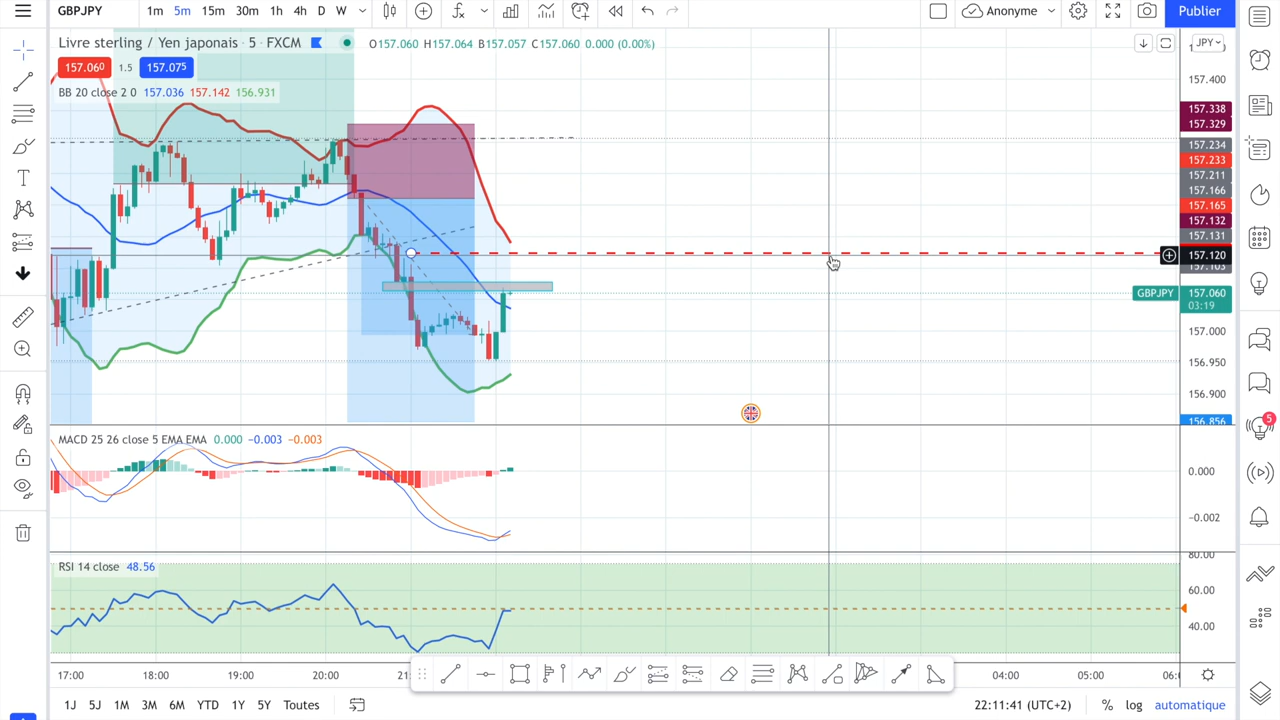 GBPJPY 1m 5m 15m 30m 1h 4h D W Anonyme Publier
Livre sterling / Yen japonais · 5 · FXCM O157.060 H157.064 B157.057 C157.060 0.000 (0.00%) JPY
157.060 1.5 157.075
157.400
BB 20 close 2 0 157.036 157.142 156.931
157.338
157.329
157.234
157.233
157.211
157.166
157.165
157.132
157.131
157.120
GBPJPY 157.060
03:19
157.000
156.950
156.900
156.856
5
MACD 25 26 close 5 EMA EMA 0.000 −0.003 −0.003
0.000
−0.002
80.00
RSI 14 close 48.56
60.00
40.00
17:00 18:00 19:00 20:00 04:00 05:00
1J 5J 1M 3M 6M YTD 1Y 5Y Toutes 22:11:41 (UTC+2) % log automatique